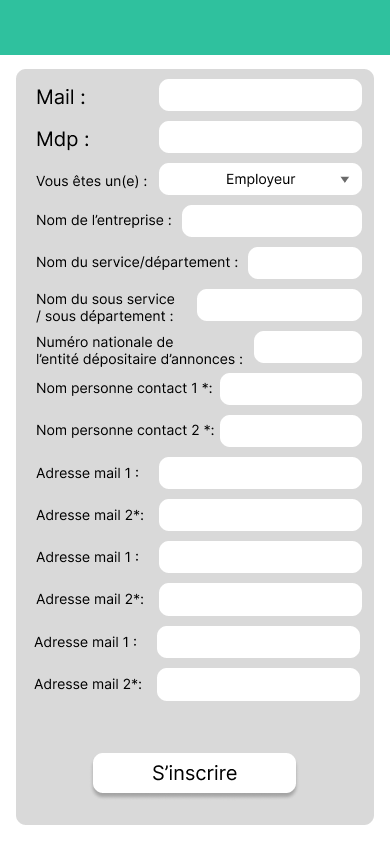 Mail :
Mdp :
Vous êtes un(e) : Employeur
Nom de l’entreprise :
Nom du service/département :
Nom du sous service
/ sous département :
Numéro nationale de
l’entité dépositaire d’annonces :
Nom personne contact 1 *:
Nom personne contact 2 *:
Adresse mail 1 :
Adresse mail 2*:
Adresse mail 1 :
Adresse mail 2*:
Adresse mail 1 :
Adresse mail 2*:
S’inscrire